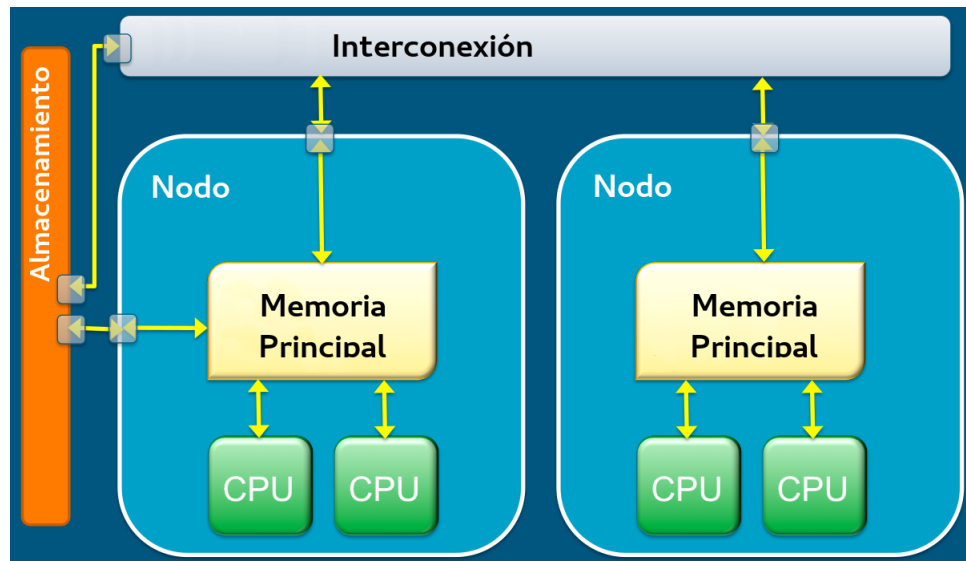 Interconexión
Almacenamiento
Nodo
Memoria
Principal
CPU
CPU
Nodo
Memoria
Principal
CPU
CPU